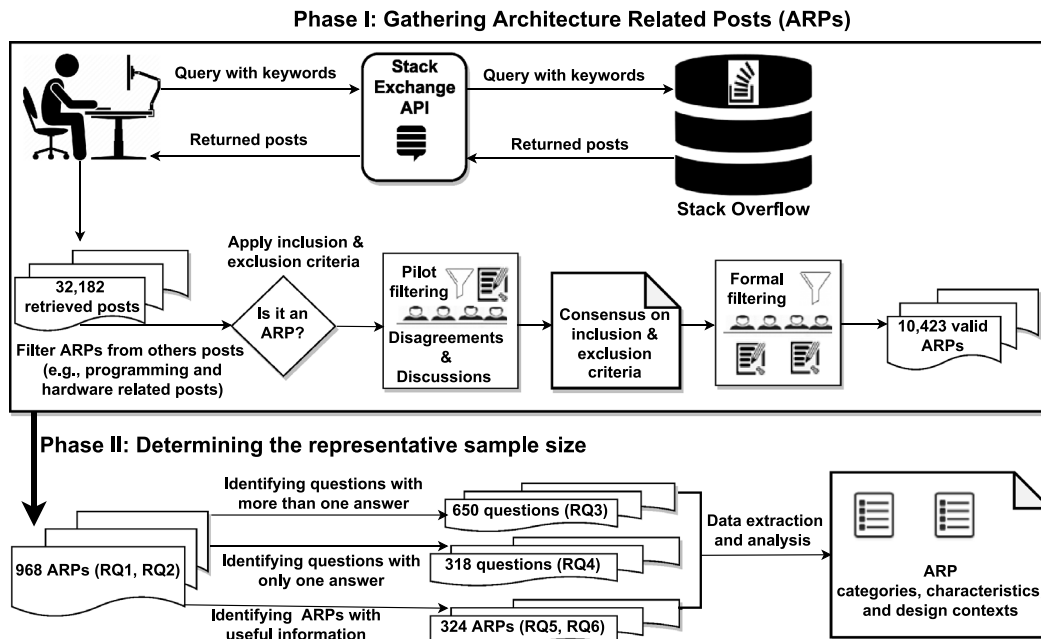 Phase I: Gathering Architecture Related Posts (ARPs)
Query with keywords
Stack
Exchange
API
Query with keywords
Returned posts
Returned posts
Stack Overflow
32,182
retrieved posts
Apply inclusion &
exclusion criteria
Is it an
ARP?
Filter ARPs from others posts
(e.g., programming and
hardware related posts)
Pilot
filtering
Disagreements
&
Discussions
Consensus on
inclusion &
exclusion
criteria
Formal
filtering
10,423 valid
ARPs
Phase II: Determining the representative sample size
968 ARPs (RQ1, RQ2)
Identifying questions with
more than one answer
650 questions (RQ3)
Identifying questions with
only one answer
318 questions (RQ4)
Identifying ARPs with
useful information
324 ARPs (RQ5, RQ6)
Data extraction
and analysis
ARP
categories, characteristics
and design contexts